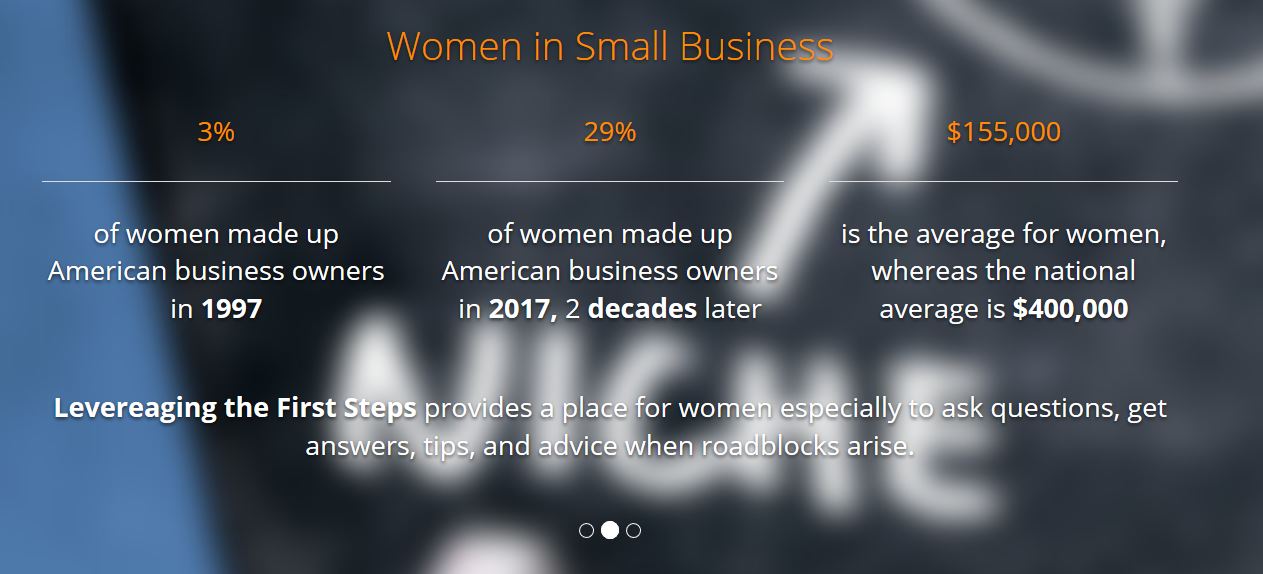 Women in Small Business
3%
of women made up
American business owners
in 1997
29%
of women made up
American business owners
in 2017, 2 decades later
$155,000
is the average for women,
whereas the national
average is $400,000
Levereaging the First Steps provides a place for women especially to ask questions, get
answers, tips, and advice when roadblocks arise.
NICHE